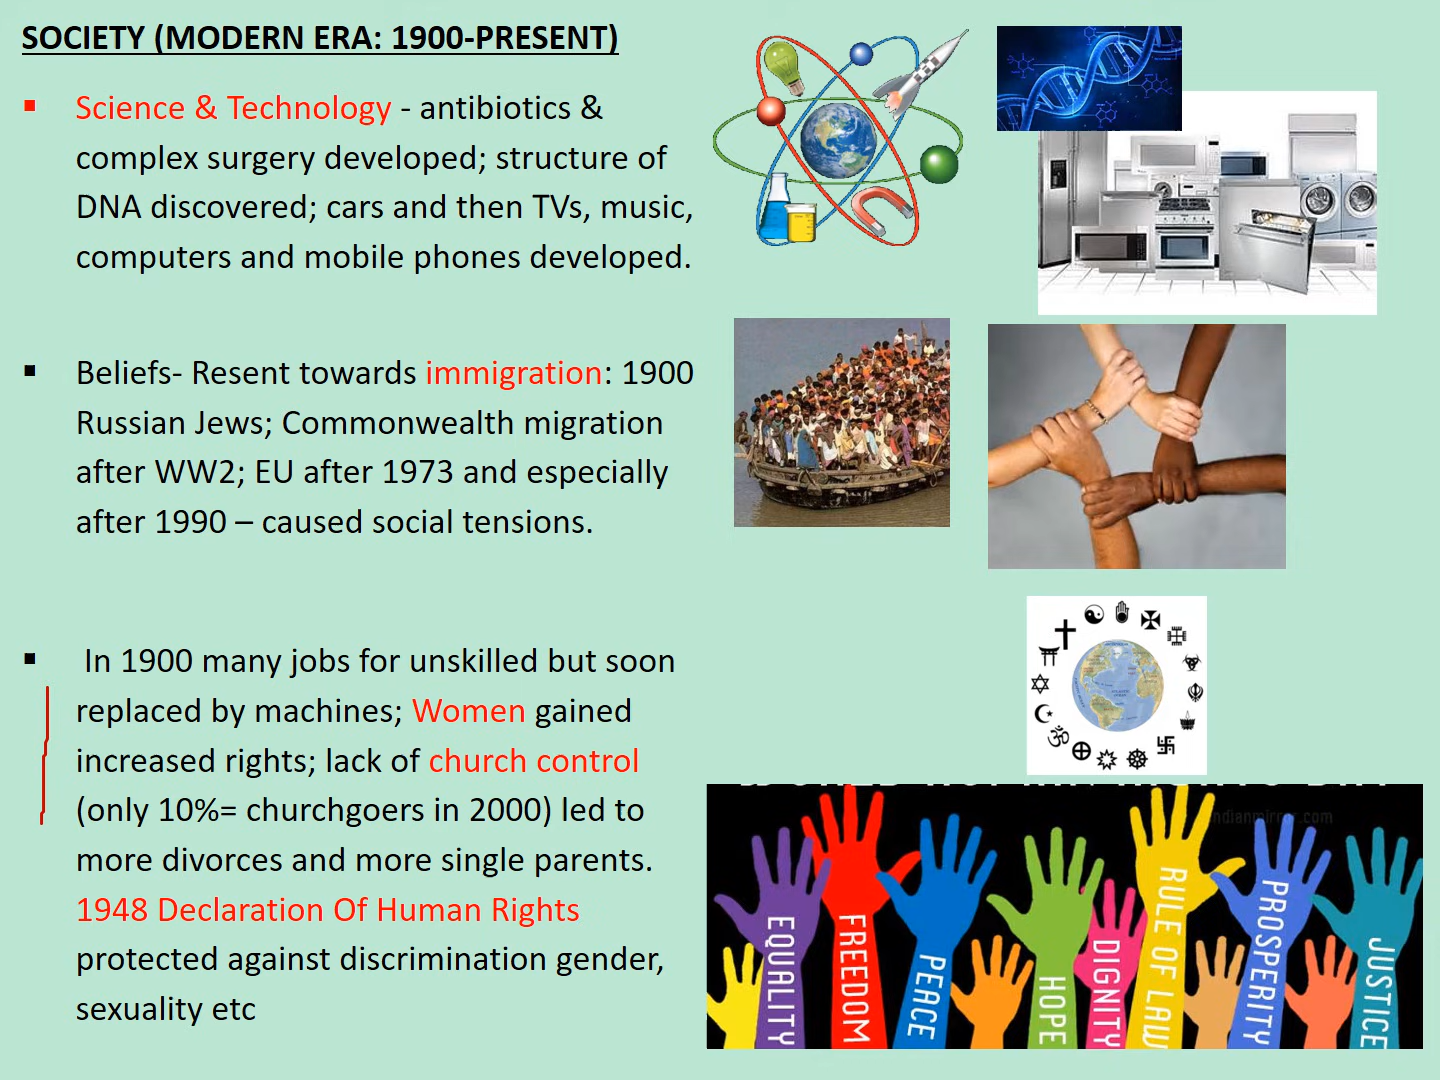 SOCIETY (MODERN ERA: 1900-PRESENT)
▪ Science & Technology - antibiotics &
complex surgery developed; structure of
DNA discovered; cars and then TVs, music,
computers and mobile phones developed.
▪ Beliefs- Resent towards immigration: 1900
Russian Jews; Commonwealth migration
after WW2; EU after 1973 and especially
after 1990 – caused social tensions.
▪ In 1900 many jobs for unskilled but soon
replaced by machines; Women gained
increased rights; lack of church control
(only 10%= churchgoers in 2000) led to
more divorces and more single parents.
1948 Declaration Of Human Rights
protected against discrimination gender,
sexuality etc
indianmirror.com
EQUALITY
FREEDOM
PEACE
HOPE
DIGNITY
RULE OF LAW
PROSPERITY
JUSTICE